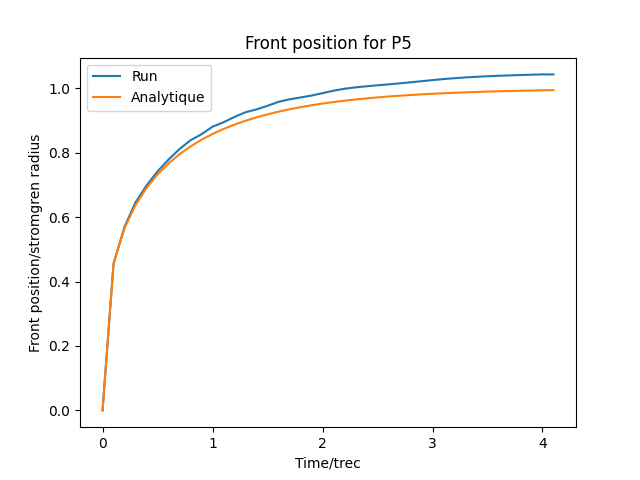 Front position for P5
Run
Analytique
Front position/stromgren radius
1.0
0.8
0.6
0.4
0.2
0.0
0 1 2 3 4
Time/trec